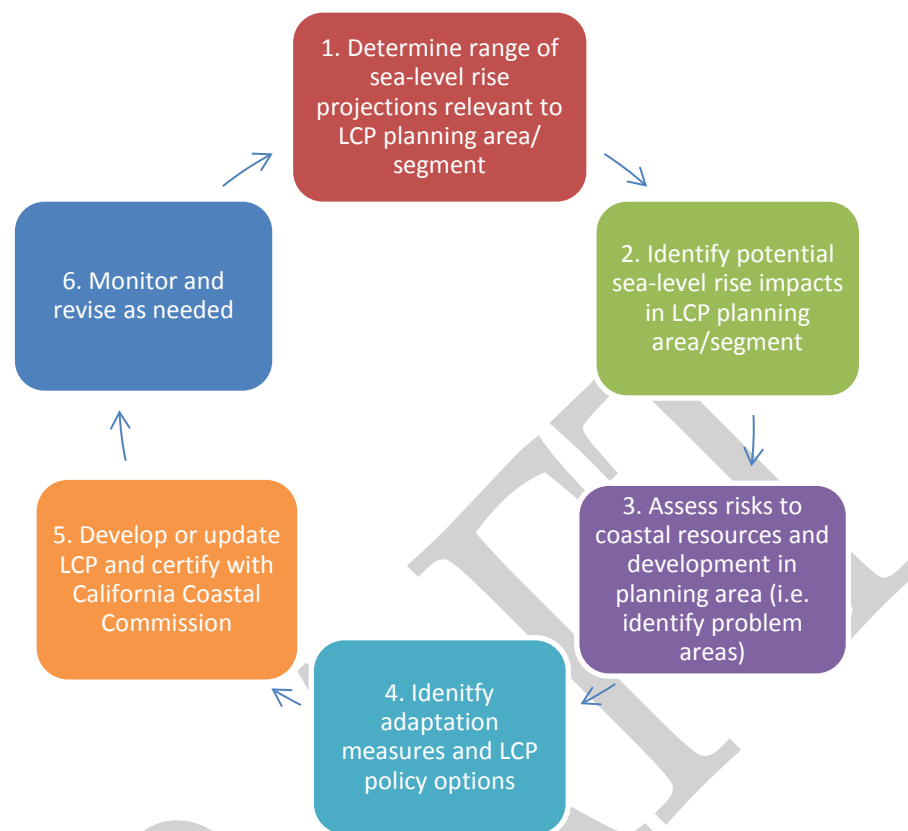 1. Determine range of
sea-level rise
projections relevant to
LCP planning area/
segment
2. Identify potential
sea-level rise impacts
in LCP planning
area/segment
3. Assess risks to
coastal resources and
development in
planning area (i.e.
identify problem
areas)
4. Idenitfy
adaptation
measures and LCP
policy options
5. Develop or update
LCP and certify with
California Coastal
Commission
6. Monitor and
revise as needed